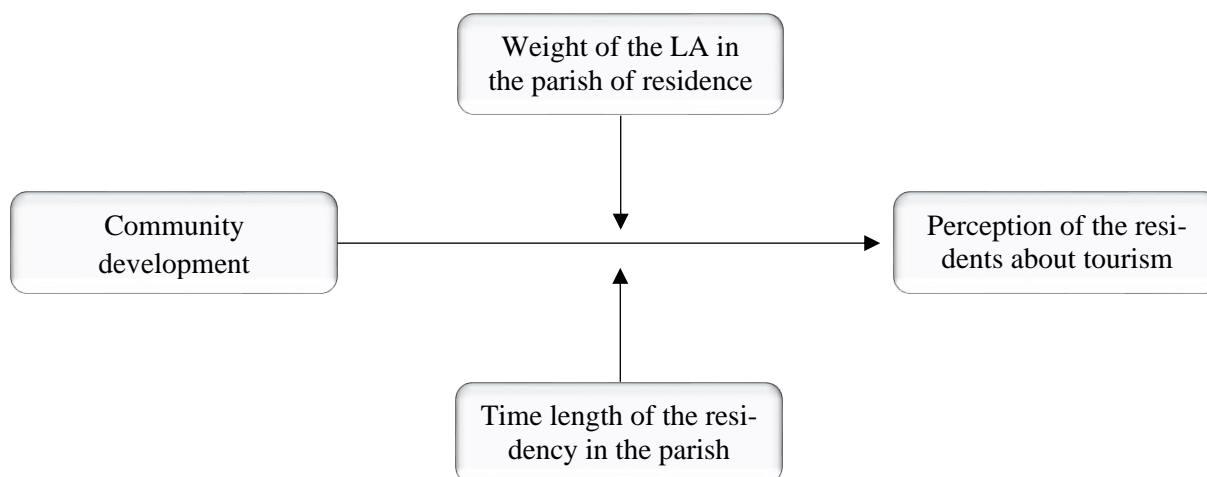 Weight of the LA in
the parish of residence
Community
development
Perception of the resi-
dents about tourism
Time length of the resi-
dency in the parish